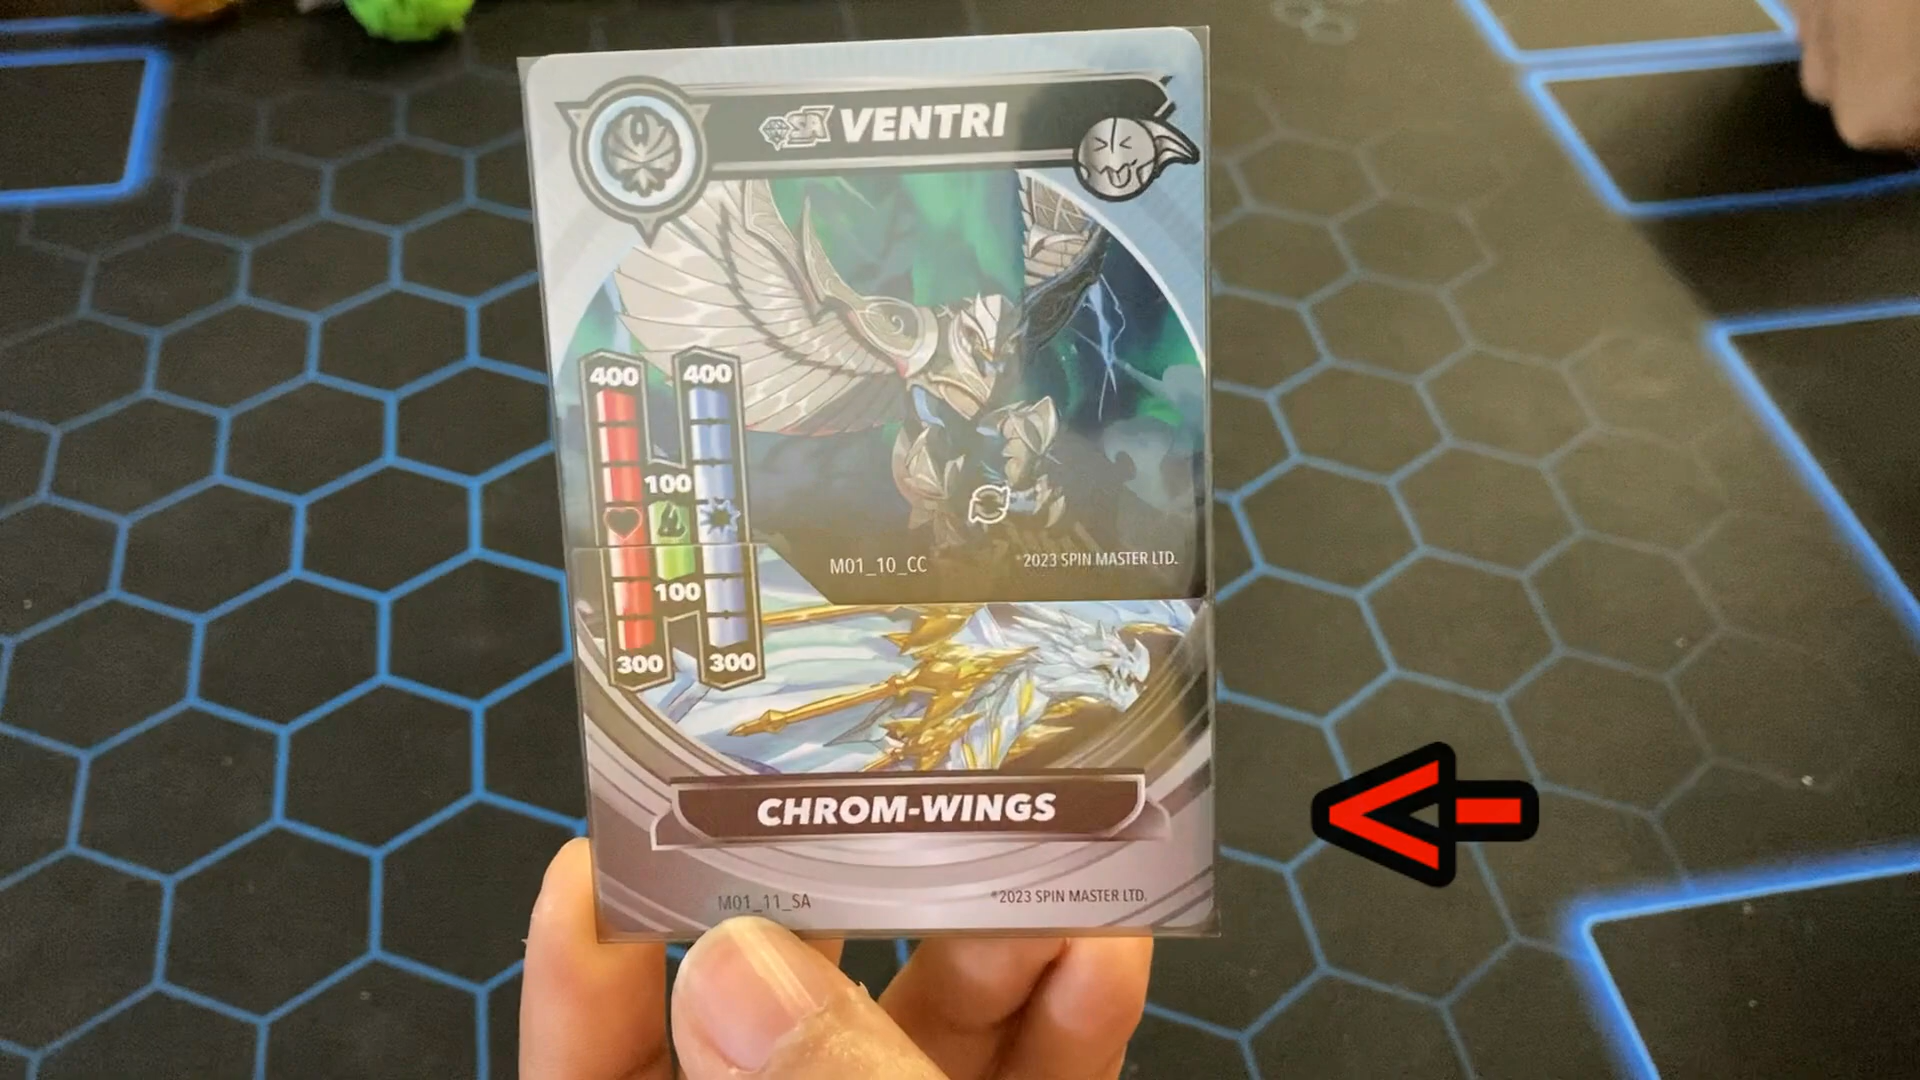 SA VENTRI
400 400
100
M01_10_CC *2023 SPIN MASTER LTD.
100
300 300
CHROM-WINGS
M01_11_SA *2023 SPIN MASTER LTD.